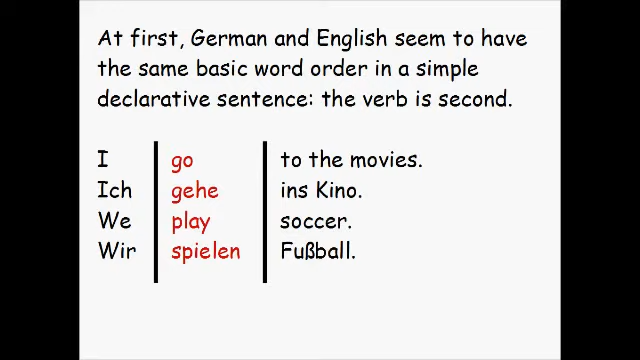 At first, German and English seem to have
the same basic word order in a simple
declarative sentence: the verb is second.
I go to the movies.
Ich gehe ins Kino.
We play soccer.
Wir spielen Fußball.